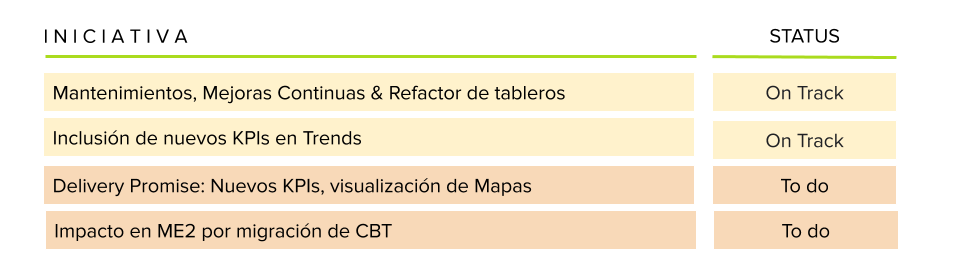 INICIATIVA STATUS
Mantenimientos, Mejoras Continuas & Refactor de tableros On Track
Inclusión de nuevos KPIs en Trends On Track
Delivery Promise: Nuevos KPIs, visualización de Mapas To do
Impacto en ME2 por migración de CBT To do